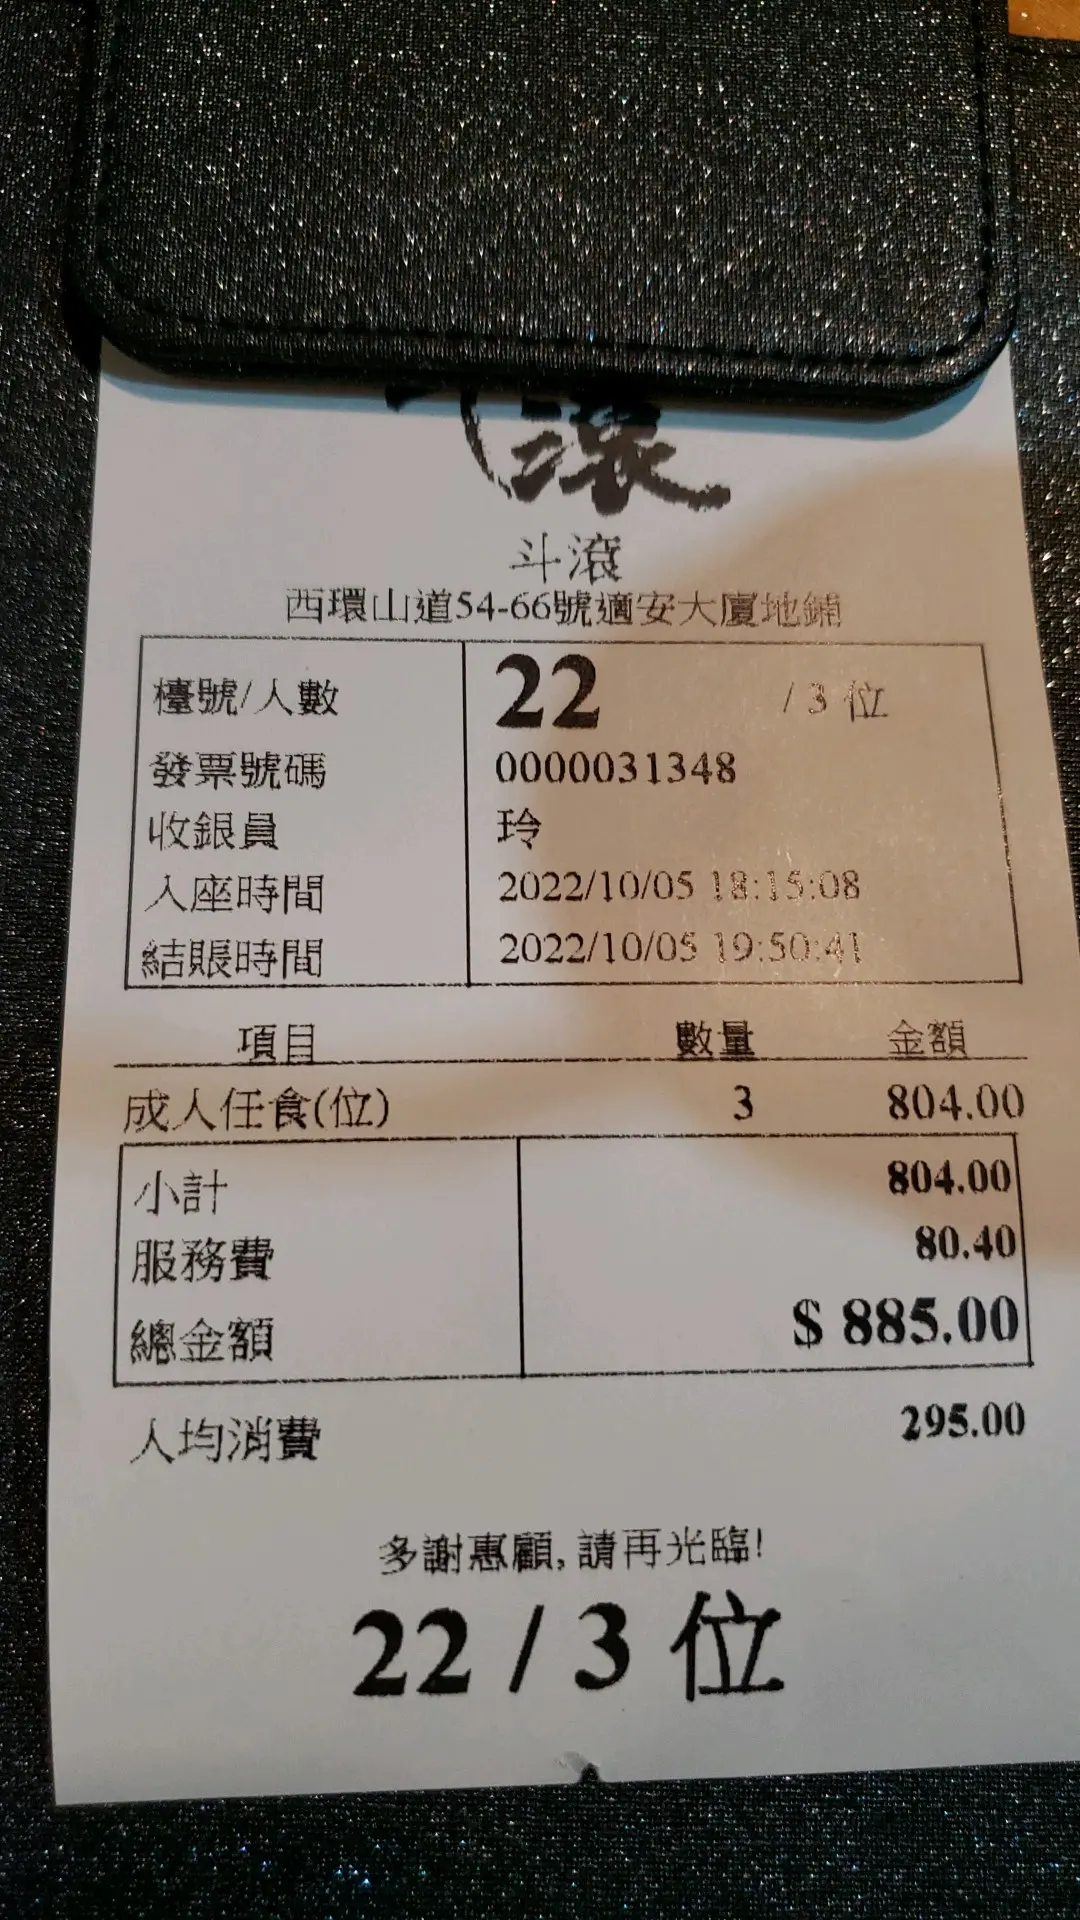 滾
斗滾
西環山道54-66號適安大廈地鋪
檯號/人數 22 / 3 位
發票號碼 0000031348
收銀員 玲
入座時間 2022/10/05 18:15:08
結賬時間 2022/10/05 19:50:41
項目 數量 金額
成人任食(位) 3 804.00
小計 804.00
服務費 80.40
總金額 $ 885.00
人均消費 295.00
多謝惠顧, 請再光臨!
22 / 3 位